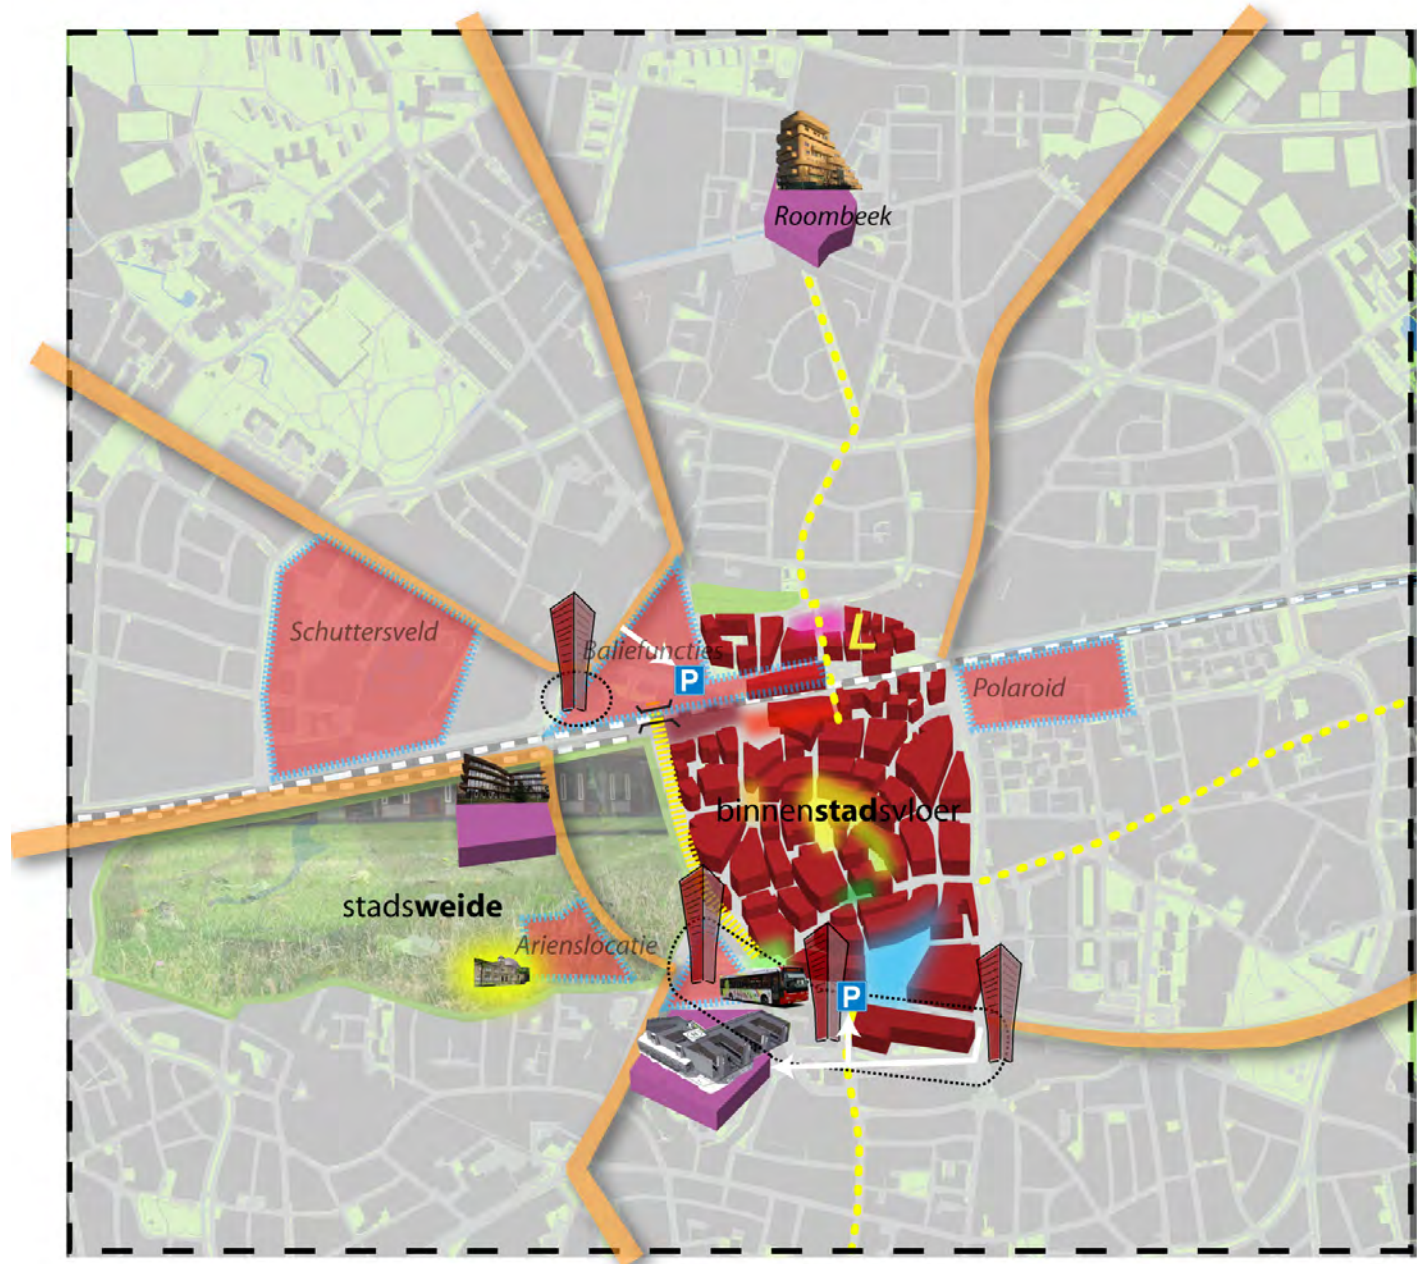 Roombeek
Schuttersveld
Baliefuncties
L
P
Polaroid
binnenstadsvloer
stadsweide
Arienslocatie
P